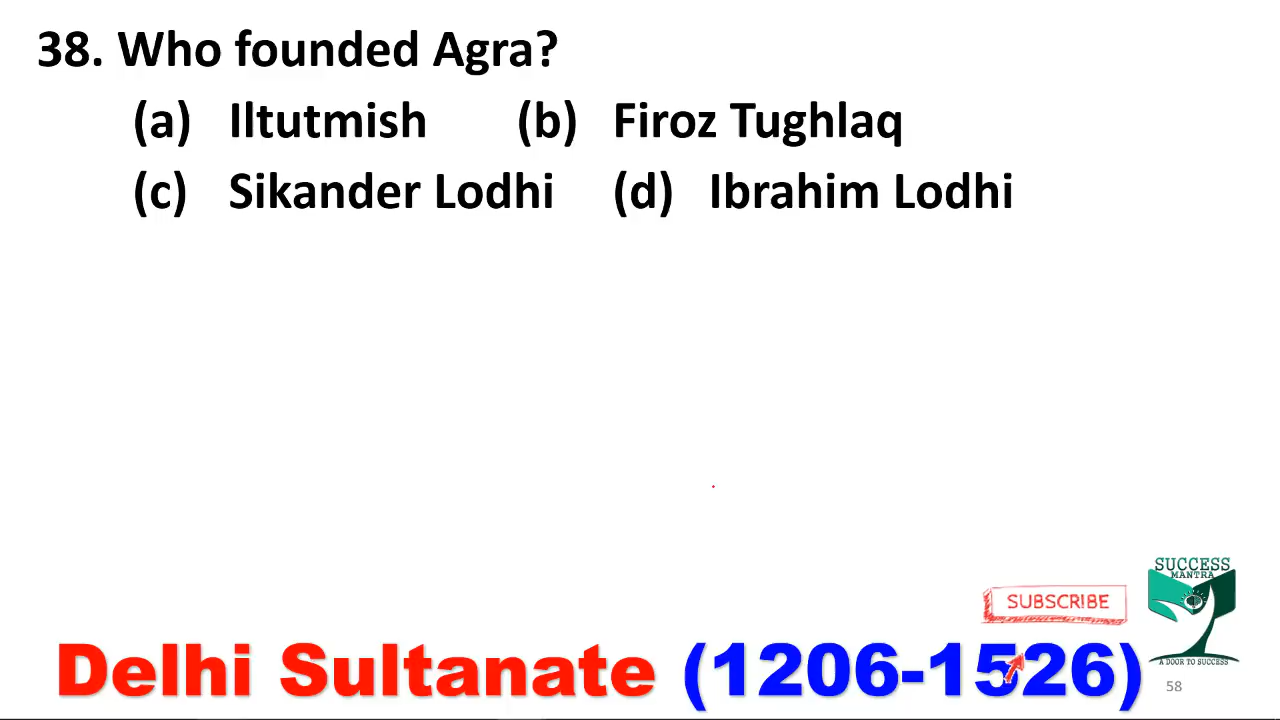 38. Who founded Agra?
(a) Iltutmish (b) Firoz Tughlaq
(c) Sikander Lodhi (d) Ibrahim Lodhi
SUCCESS
MANTRA
SUBSCRIBE
A DOOR TO SUCCESS
Delhi Sultanate (1206-1526)
58